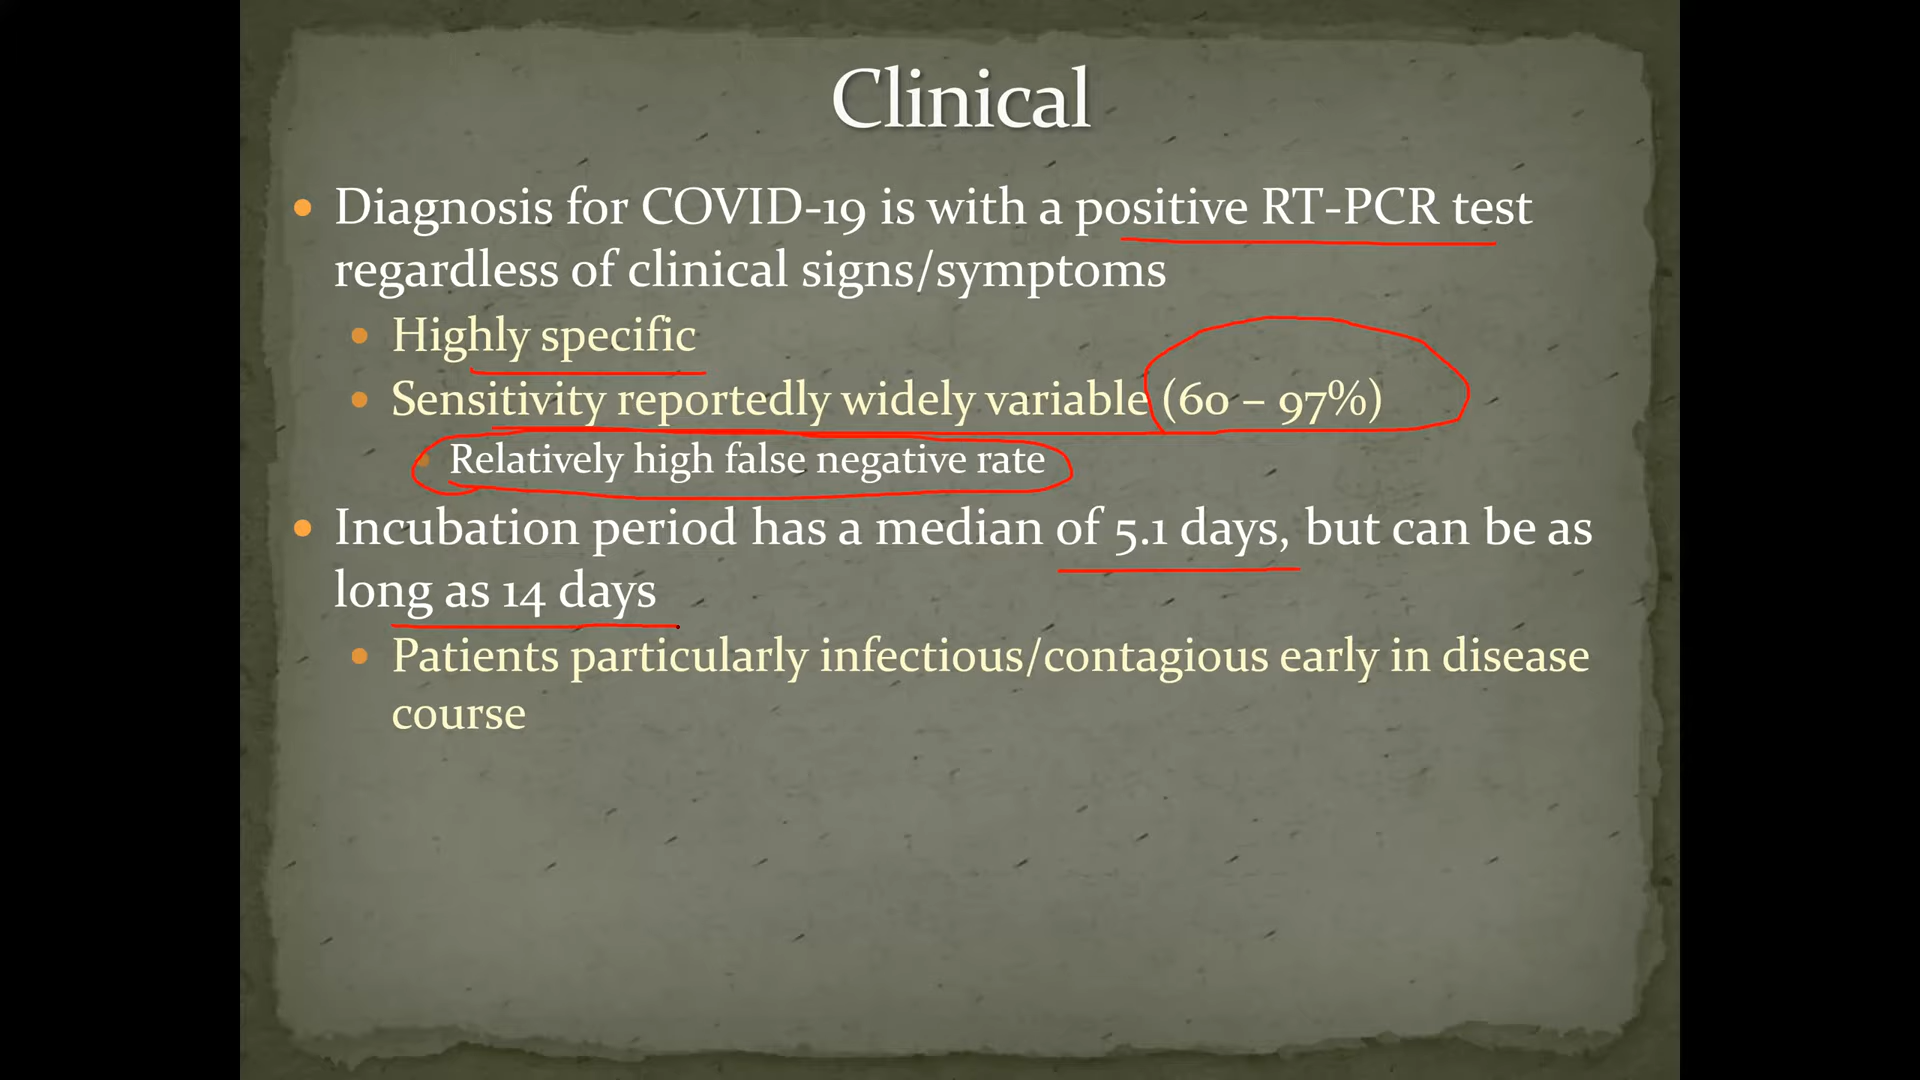 Clinical
Diagnosis for COVID-19 is with a positive RT-PCR test
regardless of clinical signs/symptoms
Highly specific
Sensitivity reportedly widely variable (60 – 97%)
Relatively high false negative rate
Incubation period has a median of 5.1 days, but can be as
long as 14 days
Patients particularly infectious/contagious early in disease
course